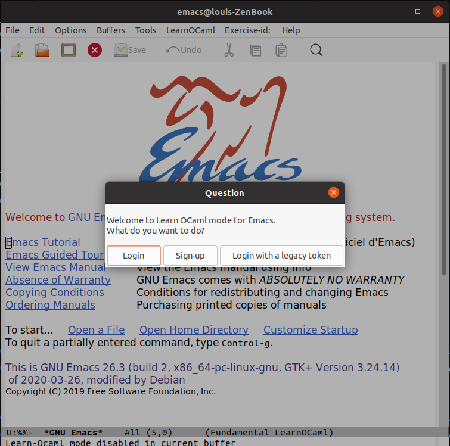 emacs@louis-ZenBook
File Edit Options Buffers Tools LearnOCaml Exercise-id: Help
Save Undo
Emacs
Question
Welcome to Learn OCaml mode for Emacs.
What do you want to do?
Login Sign-up Login with a legacy token
Welcome to GNU Em g system.
Emacs Tutorial iciel d'Emacs)
Emacs Guided Tour
View Emacs Manual View the Emacs manual using Info
Absence of Warranty GNU Emacs comes with ABSOLUTELY NO WARRANTY
Copying Conditions Conditions for redistributing and changing Emacs
Ordering Manuals Purchasing printed copies of manuals
To start... Open a File Open Home Directory Customize Startup
To quit a partially entered command, type Control-g.
This is GNU Emacs 26.3 (build 2, x86_64-pc-linux-gnu, GTK+ Version 3.24.14)
of 2020-03-26, modified by Debian
Copyright (C) 2019 Free Software Foundation, Inc.
U:%%- *GNU Emacs* All (5,0) (Fundamental LearnOCaml)
Learn-OCaml mode disabled in current buffer